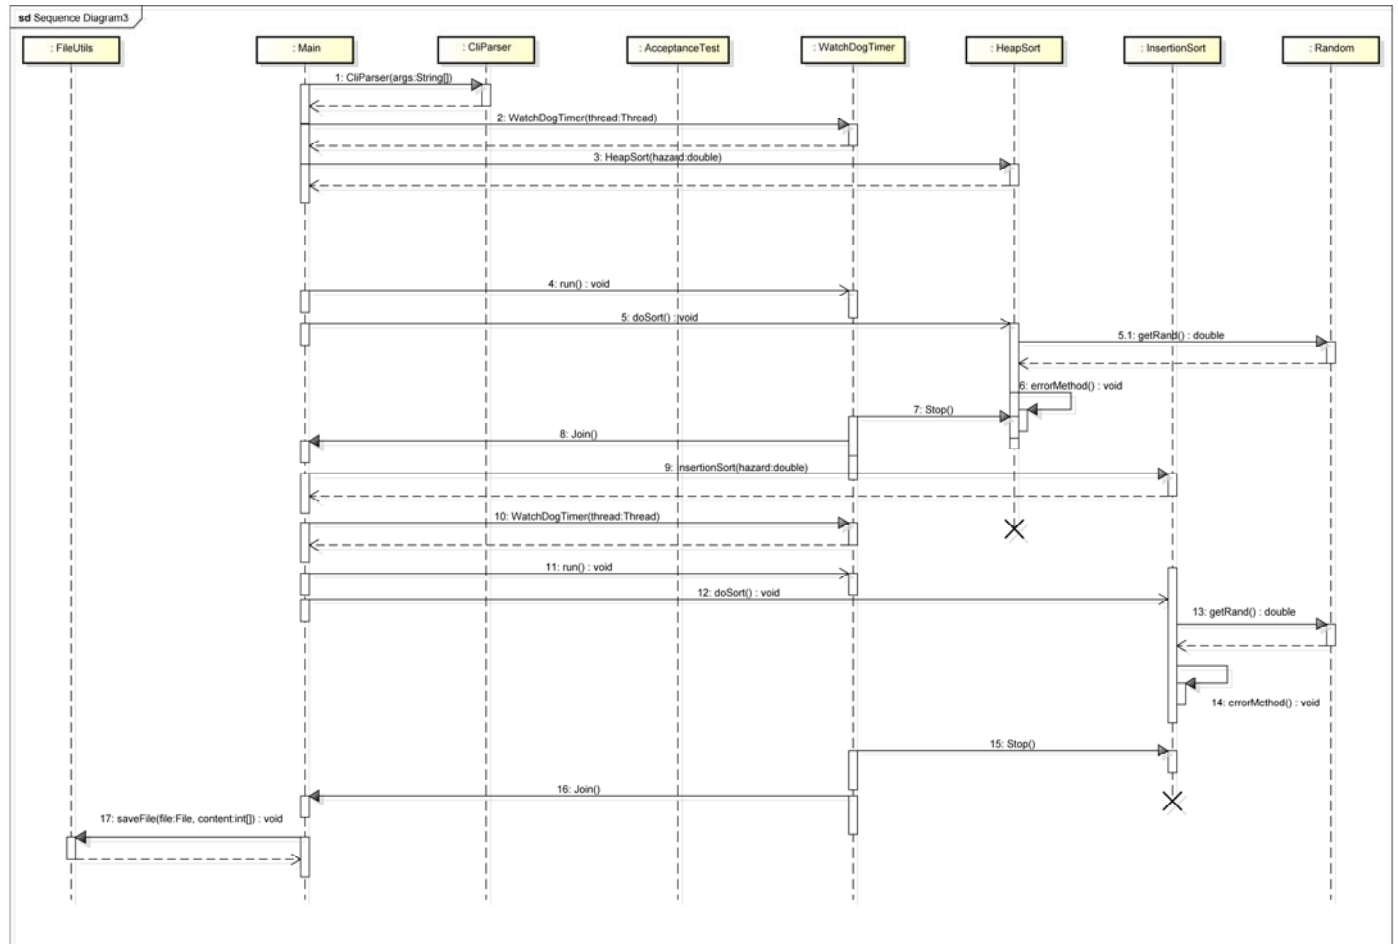 sd Sequence Diagram3
: FileUtils
: Main
: CliParser
: AcceptanceTest
: WatchDogTimer
: HeapSort
: InsertionSort
: Random
1: CliParser(args:String[])
2: WatchDogTimer(thread:Thread)
3: HeapSort(hazard:double)
4: run() : void
5: doSort() : void
5.1: getRand() : double
6: errorMethod() : void
7: Stop()
8: Join()
9: InsertionSort(hazard:double)
10: WatchDogTimer(thread:Thread)
11: run() : void
12: doSort() : void
13: getRand() : double
14: errorMethod() : void
15: Stop()
16: Join()
17: saveFile(file:File, content:int[]) : void